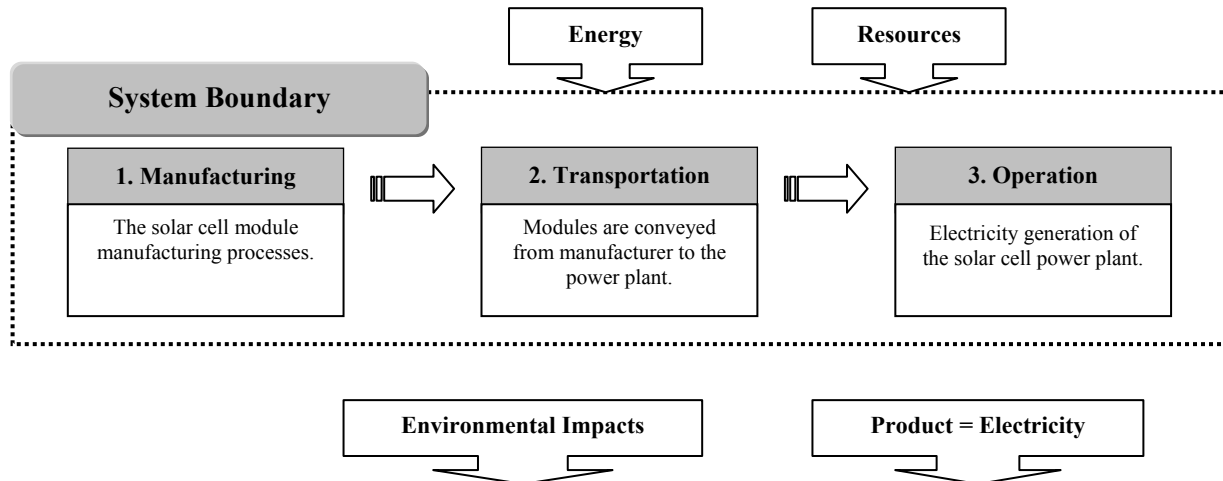 Energy
Resources
System Boundary
1. Manufacturing
The solar cell module
manufacturing processes.
2. Transportation
Modules are conveyed
from manufacturer to the
power plant.
3. Operation
Electricity generation of
the solar cell power plant.
Environmental Impacts
Product = Electricity